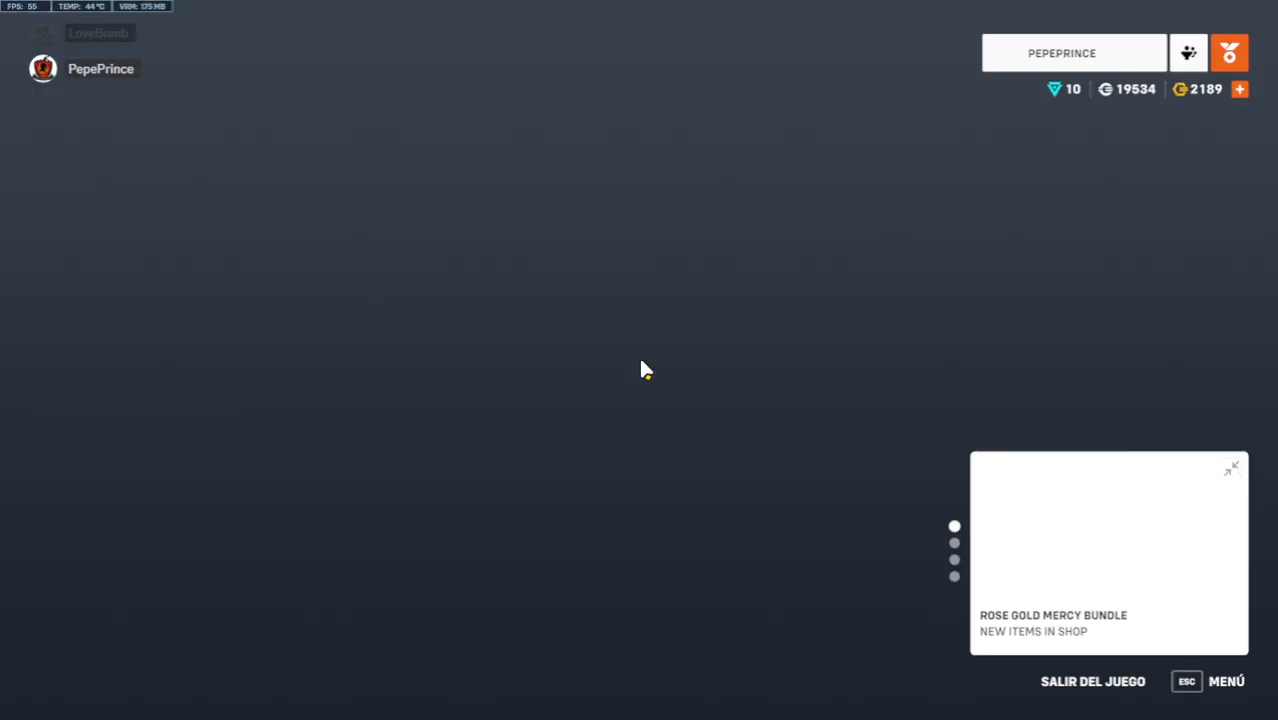 FPS: 55 TEMP: 44 °C VRM: 175 MB
LoveBomb
PepePrince
PEPEPRINCE
10 19534 2189 +
ROSE GOLD MERCY BUNDLE
NEW ITEMS IN SHOP
SALIR DEL JUEGO ESC MENÚ